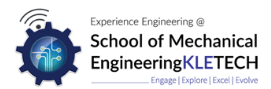 Experience Engineering @
School of Mechanical
EngineeringKLETECH
Engage | Explore | Excel | Evolve